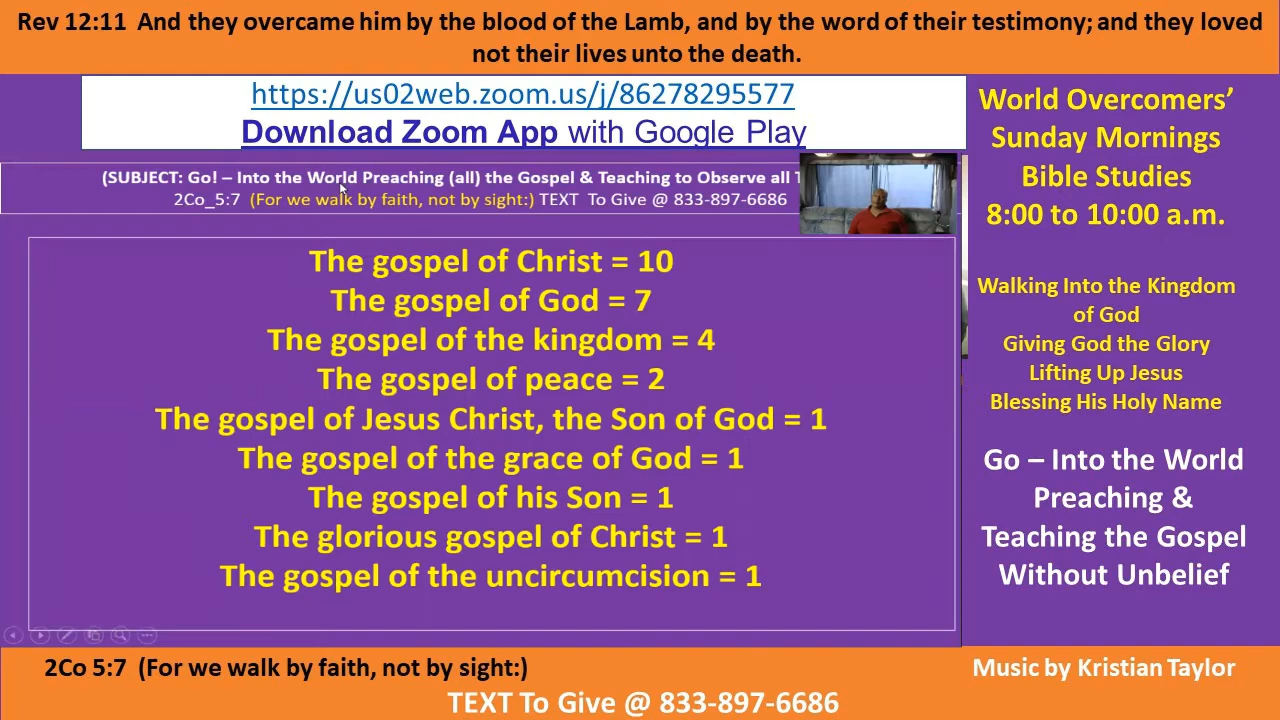 Rev 12:11  And they overcame him by the blood of the Lamb, and by the word of their testimony; and they loved
not their lives unto the death.
https://us02web.zoom.us/j/86278295577
Download Zoom App with Google Play
(SUBJECT: Go! – Into the World Preaching (all) the Gospel & Teaching to Observe all
2Co_5:7  (For we walk by faith, not by sight:) TEXT  To Give @ 833-897-6686
The gospel of Christ = 10
The gospel of God = 7
The gospel of the kingdom = 4
The gospel of peace = 2
The gospel of Jesus Christ, the Son of God = 1
The gospel of the grace of God = 1
The gospel of his Son = 1
The glorious gospel of Christ = 1
The gospel of the uncircumcision = 1
World Overcomers’
Sunday Mornings
Bible Studies
8:00 to 10:00 a.m.
Walking Into the Kingdom
of God
Giving God the Glory
Lifting Up Jesus
Blessing His Holy Name
Go – Into the World
Preaching &
Teaching the Gospel
Without Unbelief
2Co 5:7  (For we walk by faith, not by sight:)
Music by Kristian Taylor
TEXT To Give @ 833-897-6686